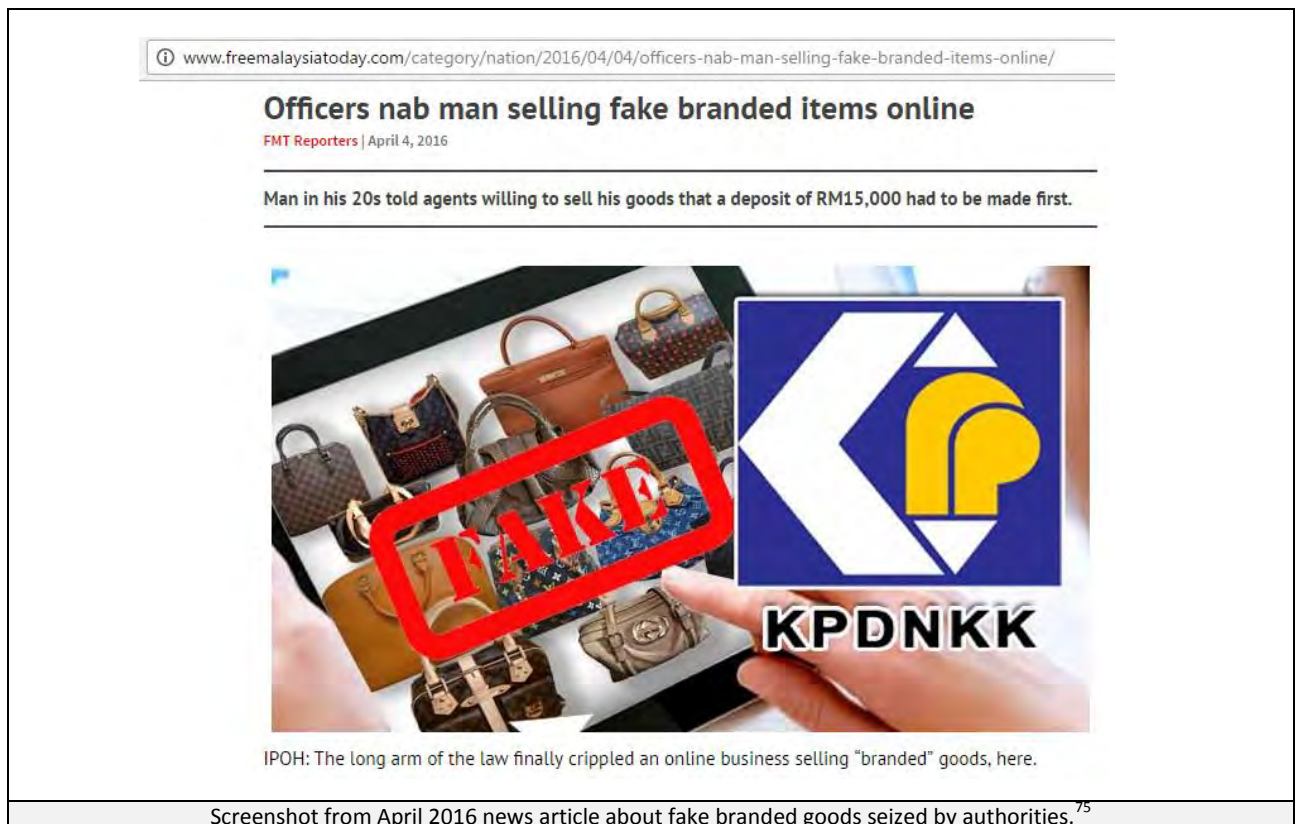 www.freemalaysiatoday.com/category/nation/2016/04/04/officers-nab-man-selling-fake-branded-items-online/
Officers nab man selling fake branded items online
FMT Reporters | April 4, 2016
Man in his 20s told agents willing to sell his goods that a deposit of RM15,000 had to be made first.
FAKE
KPDNKK
IPOH: The long arm of the law finally crippled an online business selling “branded” goods, here.
Screenshot from April 2016 news article about fake branded goods seized by authorities.75